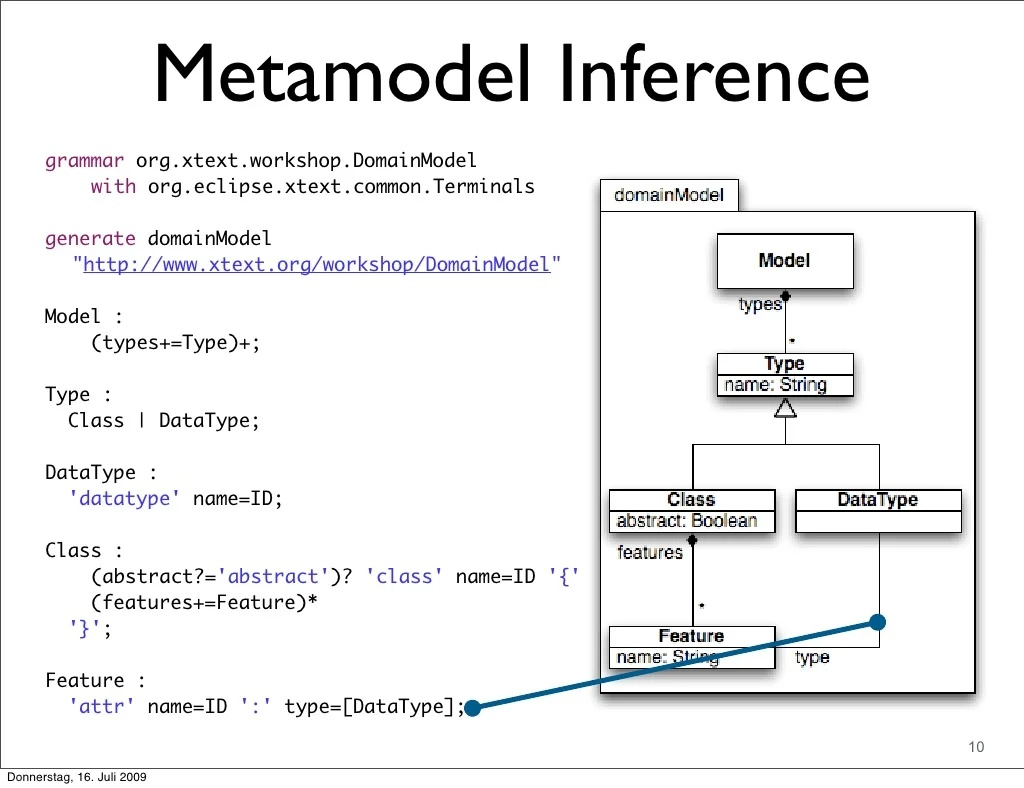 Metamodel Inference
grammar org.xtext.workshop.DomainModel
with org.eclipse.xtext.common.Terminals
generate domainModel
"http://www.xtext.org/workshop/DomainModel"
Model :
(types+=Type)+;
Type :
Class | DataType;
DataType :
'datatype' name=ID;
Class :
(abstract?='abstract')? 'class' name=ID '{'
(features+=Feature)*
'}';
Feature :
'attr' name=ID ':' type=[DataType];
domainModel
Model
types
*
Type
name: String
Class
abstract: Boolean
DataType
features
*
Feature
name: String
type
10
Donnerstag, 16. Juli 2009